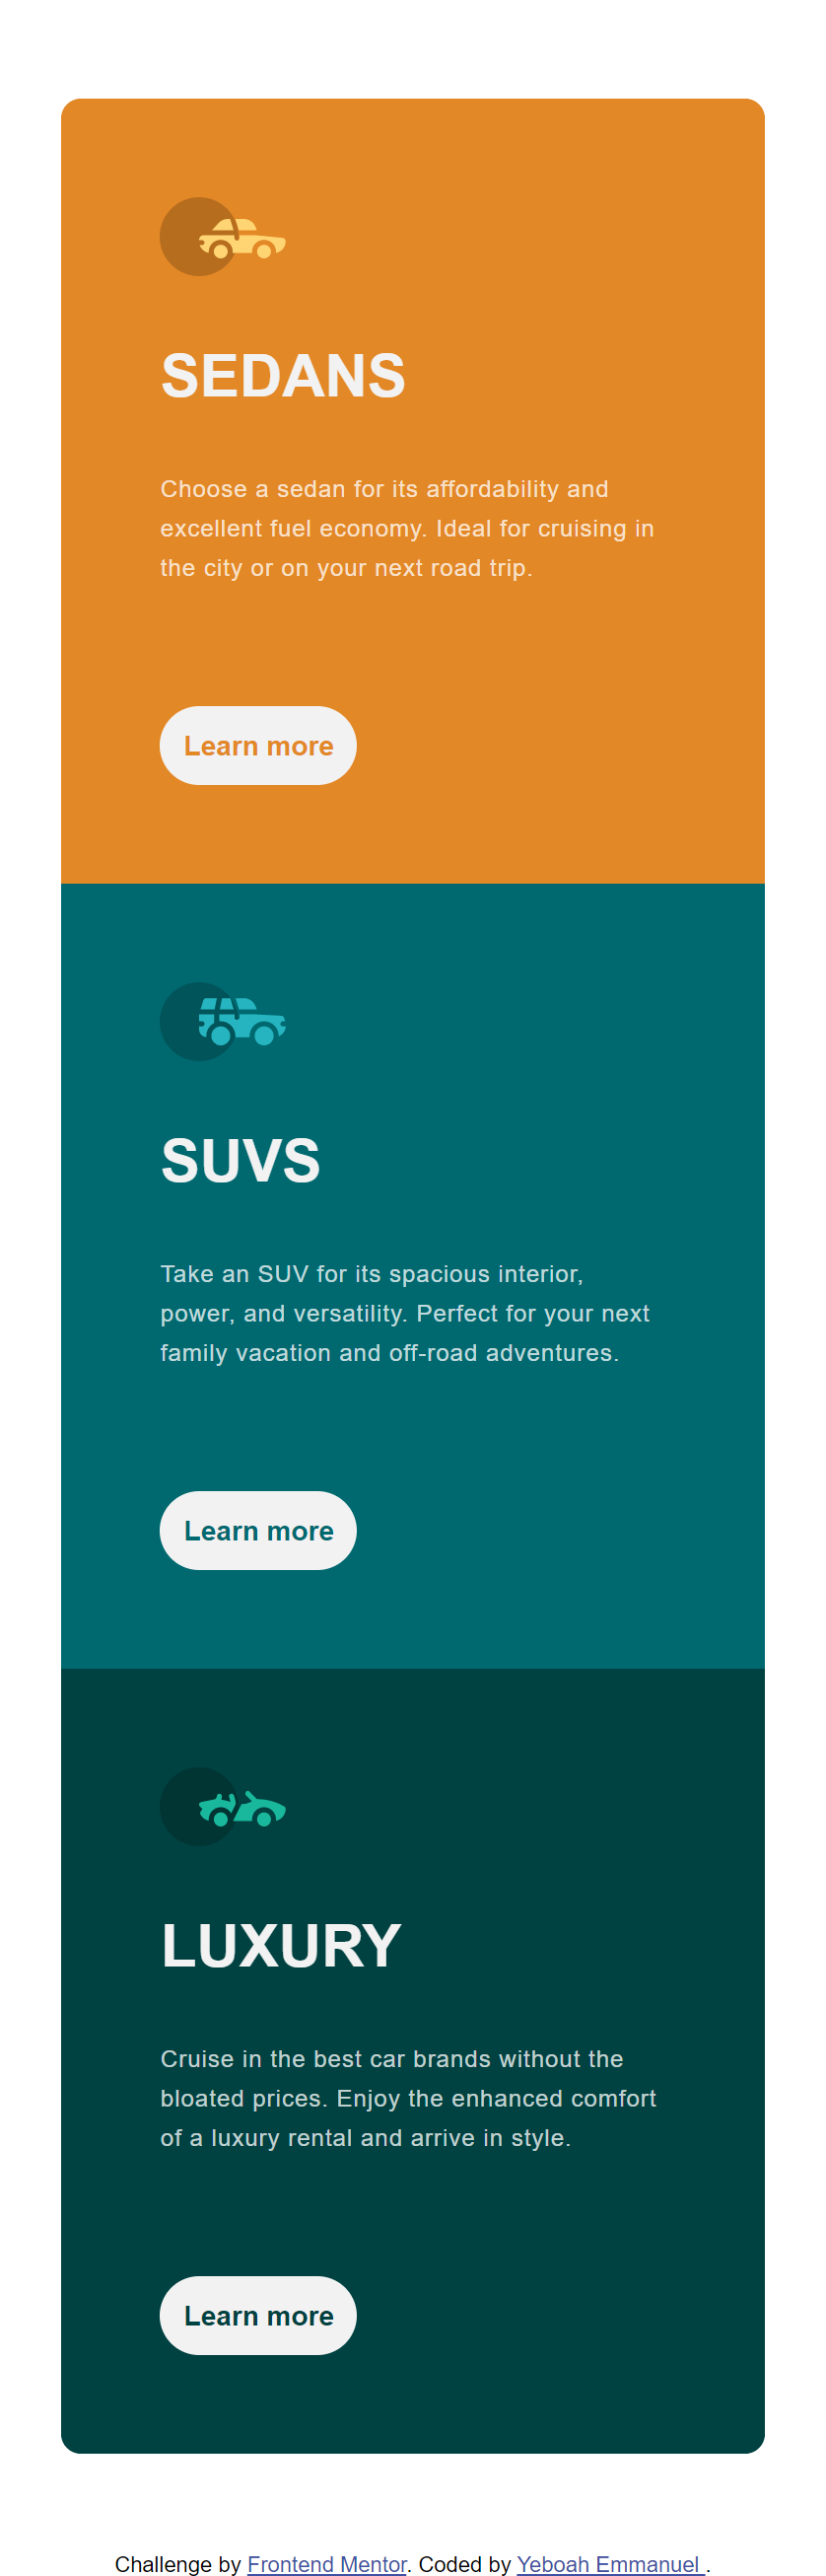 SEDANS
Choose a sedan for its affordability and
excellent fuel economy. Ideal for cruising in
the city or on your next road trip.
Learn more
SUVS
Take an SUV for its spacious interior,
power, and versatility. Perfect for your next
family vacation and off-road adventures.
Learn more
LUXURY
Cruise in the best car brands without the
bloated prices. Enjoy the enhanced comfort
of a luxury rental and arrive in style.
Learn more
Challenge by Frontend Mentor. Coded by Yeboah Emmanuel .